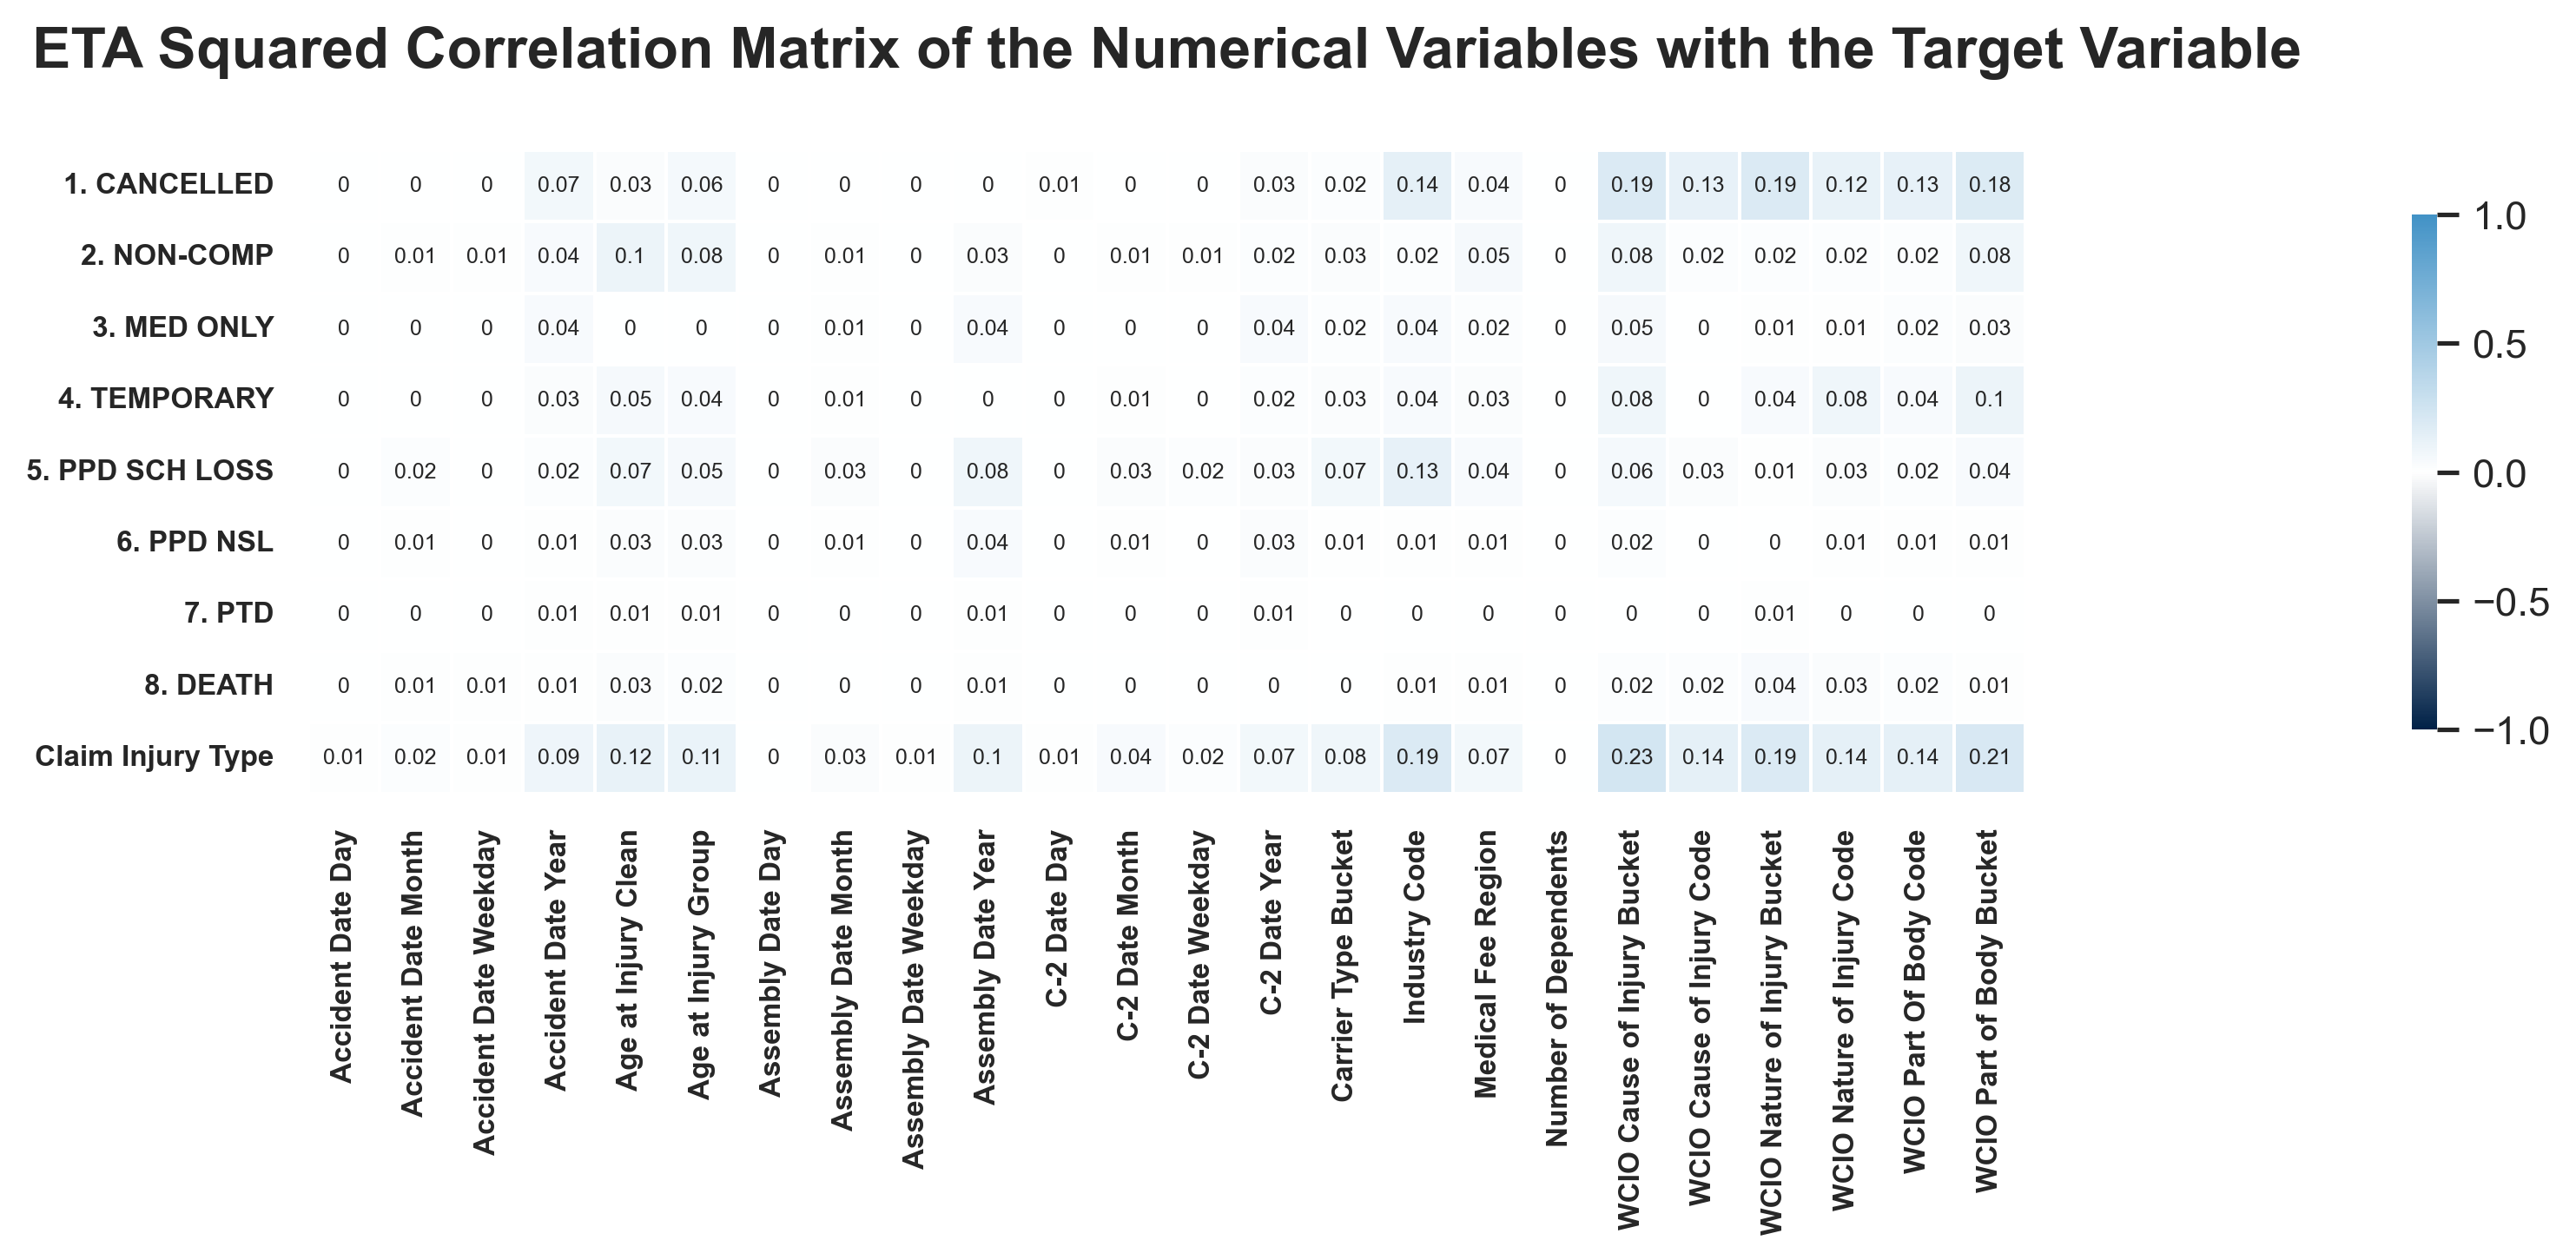 ETA Squared Correlation Matrix of the Numerical Variables with the Target Variable
1. CANCELLED 0 0 0 0.07 0.03 0.06 0 0 0 0 0.01 0 0 0.03 0.02 0.14 0.04 0 0.19 0.13 0.19 0.12 0.13 0.18
2. NON-COMP 0 0.01 0.01 0.04 0.1 0.08 0 0.01 0 0.03 0 0.01 0.01 0.02 0.03 0.02 0.05 0 0.08 0.02 0.02 0.02 0.02 0.08
3. MED ONLY 0 0 0 0.04 0 0 0 0.01 0 0.04 0 0 0 0.04 0.02 0.04 0.02 0 0.05 0 0.01 0.01 0.02 0.03
4. TEMPORARY 0 0 0 0.03 0.05 0.04 0 0.01 0 0 0 0.01 0 0.02 0.03 0.04 0.03 0 0.08 0 0.04 0.08 0.04 0.1
5. PPD SCH LOSS 0 0.02 0 0.02 0.07 0.05 0 0.03 0 0.08 0 0.03 0.02 0.03 0.07 0.13 0.04 0 0.06 0.03 0.01 0.03 0.02 0.04
6. PPD NSL 0 0.01 0 0.01 0.03 0.03 0 0.01 0 0.04 0 0.01 0 0.03 0.01 0.01 0.01 0 0.02 0 0 0.01 0.01 0.01
7. PTD 0 0 0 0.01 0.01 0.01 0 0 0 0.01 0 0 0 0.01 0 0 0 0 0 0 0.01 0 0 0
8. DEATH 0 0.01 0.01 0.01 0.03 0.02 0 0 0 0.01 0 0 0 0 0 0.01 0.01 0 0.02 0.02 0.04 0.03 0.02 0.01
Claim Injury Type 0.01 0.02 0.01 0.09 0.12 0.11 0 0.03 0.01 0.1 0.01 0.04 0.02 0.07 0.08 0.19 0.07 0 0.23 0.14 0.19 0.14 0.14 0.21
Accident Date Day
Accident Date Month
Accident Date Weekday
Accident Date Year
Age at Injury Clean
Age at Injury Group
Assembly Date Day
Assembly Date Month
Assembly Date Weekday
Assembly Date Year
C-2 Date Day
C-2 Date Month
C-2 Date Weekday
C-2 Date Year
Carrier Type Bucket
Industry Code
Medical Fee Region
Number of Dependents
WCIO Cause of Injury Bucket
WCIO Cause of Injury Code
WCIO Nature of Injury Bucket
WCIO Nature of Injury Code
WCIO Part Of Body Code
WCIO Part of Body Bucket
1.0
0.5
0.0
−0.5
−1.0